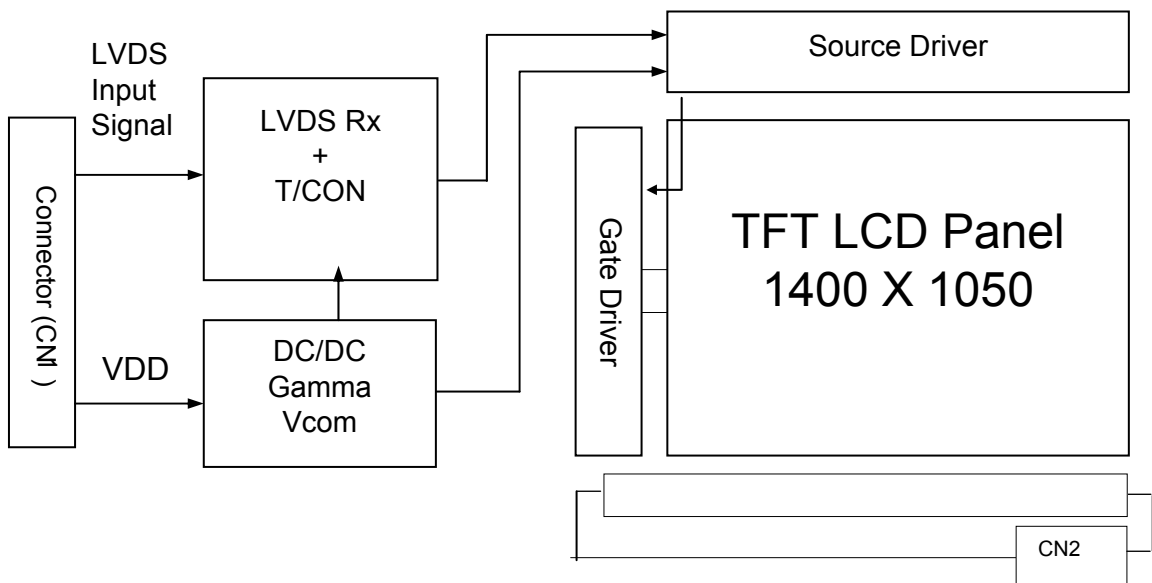 LVDS
Input
Signal
Connector (CN1 )
VDD
LVDS Rx
+
T/CON
DC/DC
Gamma
Vcom
Source Driver
Gate Driver
TFT LCD Panel
1400 X 1050
CN2